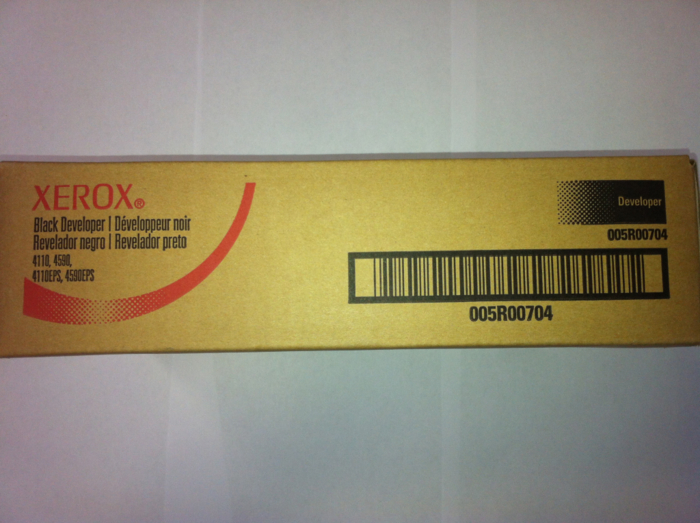 XEROX®
Black Developer | Développeur noir
Revelador negro | Revelador preto
4110, 4590,
4110EPS, 4590EPS
Developer
005R00704
005R00704